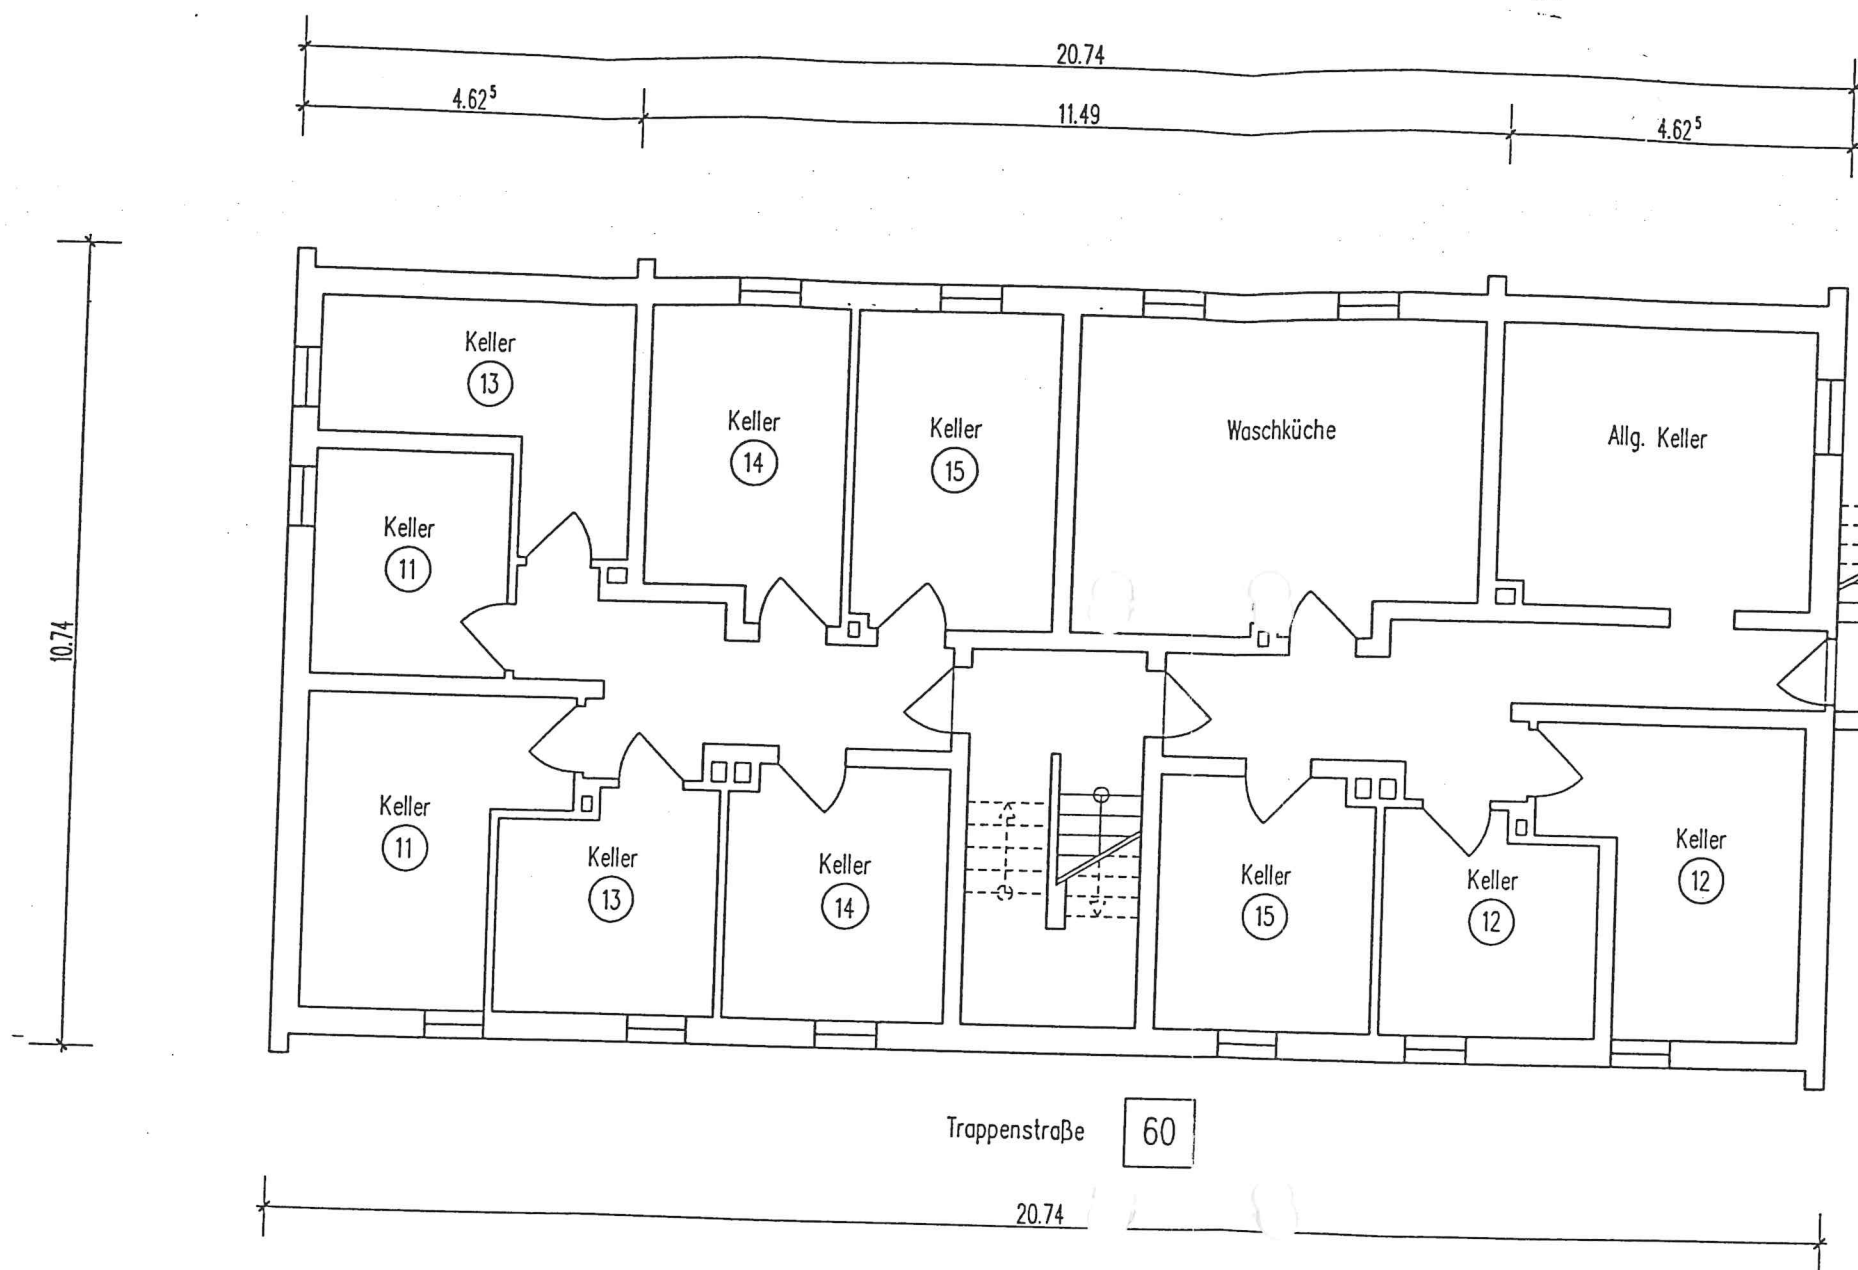 20.74
4.62⁵
11.49
4.62⁵
10.74
Keller
13
Keller
14
Keller
15
Waschküche
Allg. Keller
Keller
11
Keller
11
Keller
13
Keller
14
Keller
15
Keller
12
Keller
12
Trappenstraße
60
20.74